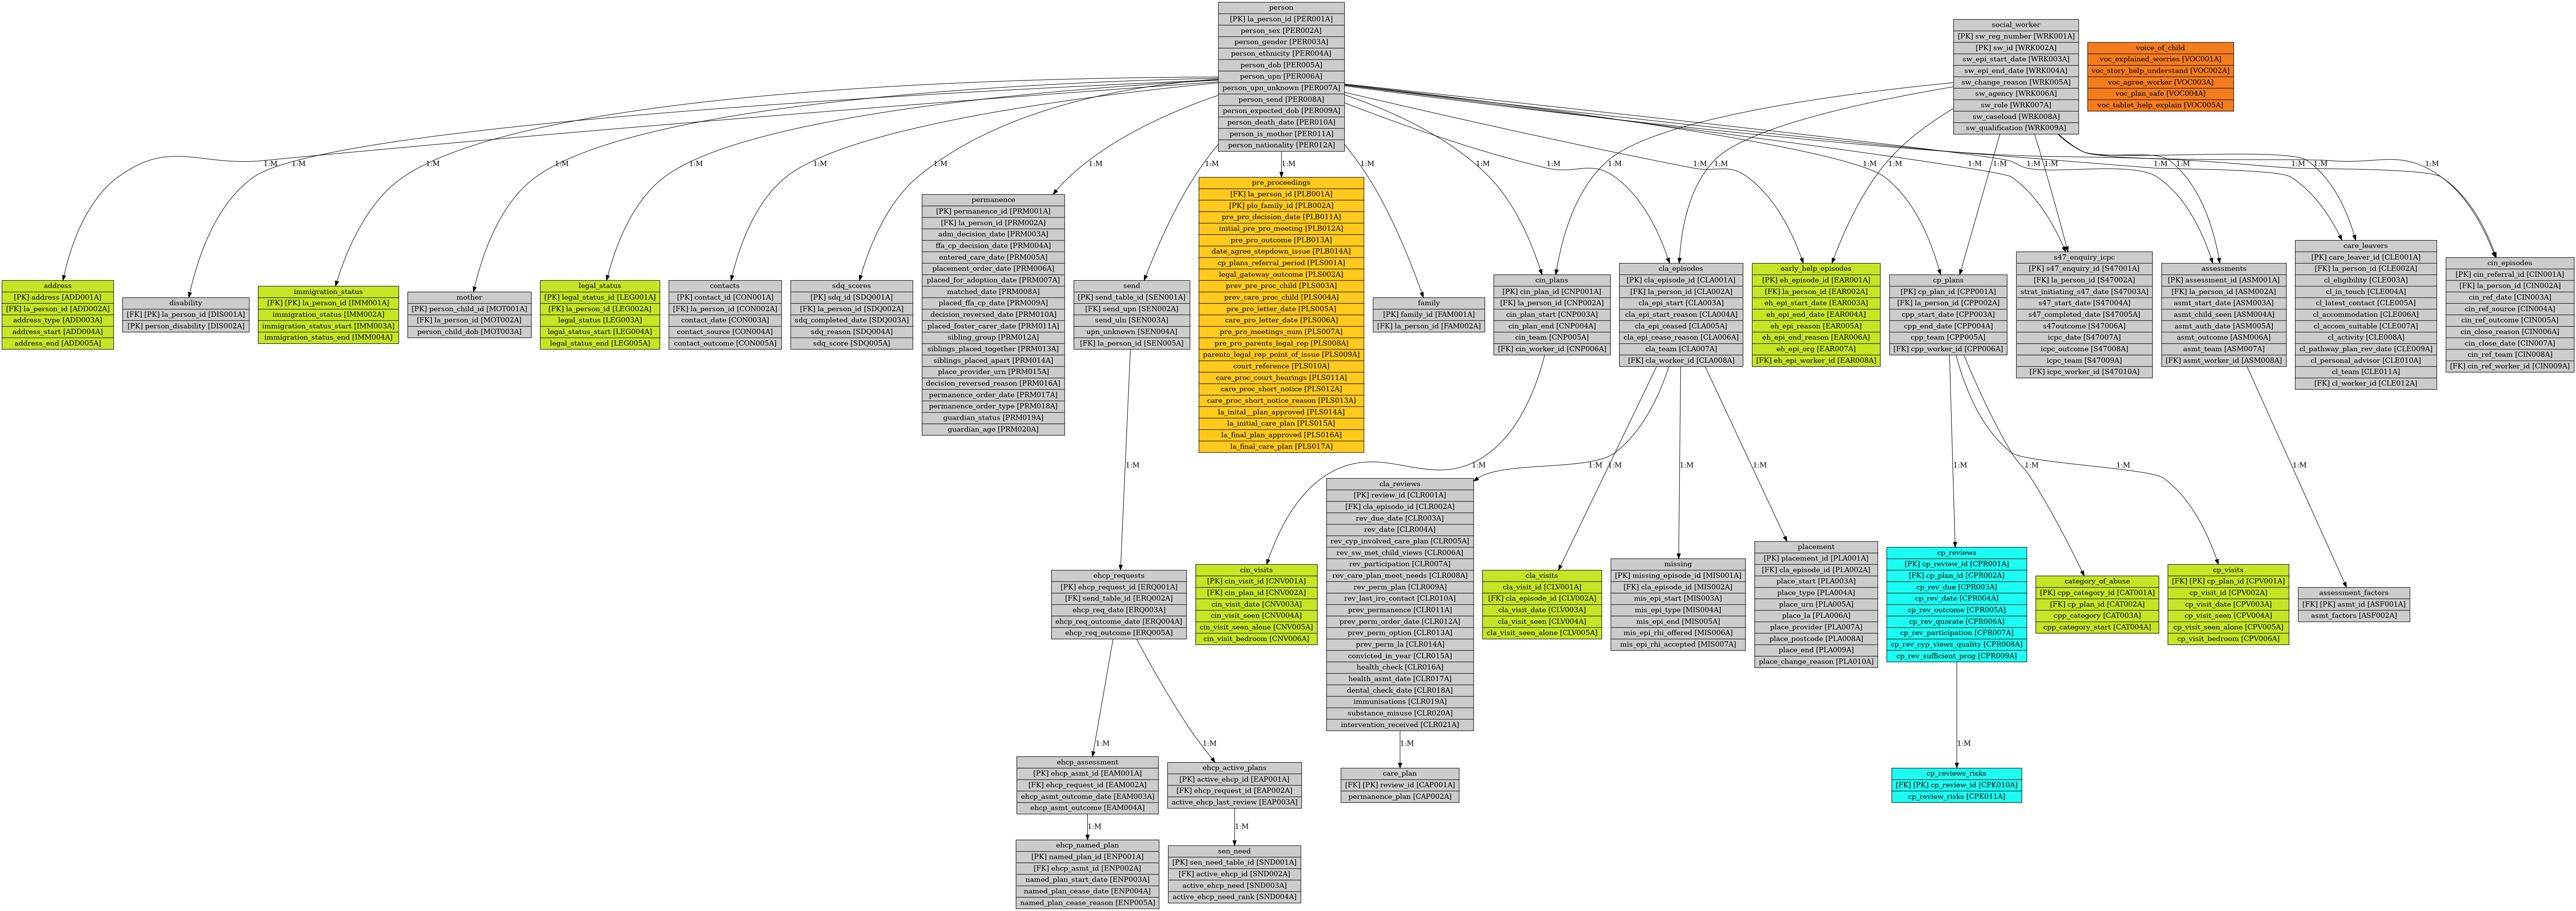 person
[PK] la_person_id [PER001A]
person_sex [PER002A]
person_gender [PER003A]
person_ethnicity [PER004A]
person_dob [PER005A]
person_upn [PER006A]
person_upn_unknown [PER007A]
person_send [PER008A]
person_expected_dob [PER009A]
person_death_date [PER010A]
person_is_mother [PER011A]
person_nationality [PER012A]
social_worker
[PK] sw_reg_number [WRK001A]
[PK] sw_id [WRK002A]
sw_epi_start_date [WRK003A]
sw_epi_end_date [WRK004A]
sw_change_reason [WRK005A]
sw_agency [WRK006A]
sw_role [WRK007A]
sw_caseload [WRK008A]
sw_qualification [WRK009A]
voice_of_child
voc_explained_worries [VOC001A]
voc_story_help_understand [VOC002A]
voc_agree_worker [VOC003A]
voc_plan_safe [VOC004A]
voc_tablet_help_explain [VOC005A]
1:M 1:M 1:M 1:M 1:M 1:M 1:M 1:M 1:M 1:M 1:M 1:M 1:M 1:M 1:M 1:M 1:M 1:M 1:M 1:M 1:M 1:M 1:M 1:M 1:M 1:M
address
[PK] address [ADD001A]
[FK] la_person_id [ADD002A]
address_type [ADD003A]
address_start [ADD004A]
address_end [ADD005A]
disability
[FK] [PK] la_person_id [DIS001A]
[PK] person_disability [DIS002A]
immigration_status
[FK] [PK] la_person_id [IMM001A]
immigration_status [IMM002A]
immigration_status_start [IMM003A]
immigration_status_end [IMM004A]
mother
[PK] person_child_id [MOT001A]
[FK] la_person_id [MOT002A]
person_child_dob [MOT003A]
legal_status
[PK] legal_status_id [LEG001A]
[FK] la_person_id [LEG002A]
legal_status [LEG003A]
legal_status_start [LEG004A]
legal_status_end [LEG005A]
contacts
[PK] contact_id [CON001A]
[FK] la_person_id [CON002A]
contact_date [CON003A]
contact_source [CON004A]
contact_outcome [CON005A]
sdq_scores
[PK] sdq_id [SDQ001A]
[FK] la_person_id [SDQ002A]
sdq_completed_date [SDQ003A]
sdq_reason [SDQ004A]
sdq_score [SDQ005A]
permanence
[PK] permanence_id [PRM001A]
[FK] la_person_id [PRM002A]
adm_decision_date [PRM003A]
ffa_cp_decision_date [PRM004A]
entered_care_date [PRM005A]
placement_order_date [PRM006A]
placed_for_adoption_date [PRM007A]
matched_date [PRM008A]
placed_ffa_cp_date [PRM009A]
decision_reversed_date [PRM010A]
placed_foster_carer_date [PRM011A]
sibling_group [PRM012A]
siblings_placed_together [PRM013A]
siblings_placed_apart [PRM014A]
place_provider_urn [PRM015A]
decision_reversed_reason [PRM016A]
permanence_order_date [PRM017A]
permanence_order_type [PRM018A]
guardian_status [PRM019A]
guardian_age [PRM020A]
send
[PK] send_table_id [SEN001A]
[FK] send_upn [SEN002A]
send_uln [SEN003A]
upn_unknown [SEN004A]
[FK] la_person_id [SEN005A]
pre_proceedings
[FK] la_person_id [PLB001A]
[PK] plo_family_id [PLB002A]
pre_pro_decision_date [PLB011A]
initial_pre_pro_meeting [PLB012A]
pre_pro_outcome [PLB013A]
date_agree_stepdown_issue [PLB014A]
cp_plans_referral_period [PLS001A]
legal_gateway_outcome [PLS002A]
prev_pre_proc_child [PLS003A]
prev_care_proc_child [PLS004A]
pre_pro_letter_date [PLS005A]
care_pro_letter_date [PLS006A]
pre_pro_meetings_num [PLS007A]
pre_pro_parents_legal_rep [PLS008A]
parents_legal_rep_point_of_issue [PLS009A]
court_reference [PLS010A]
care_proc_court_hearings [PLS011A]
care_proc_short_notice [PLS012A]
care_proc_short_notice_reason [PLS013A]
la_inital__plan_approved [PLS014A]
la_initial_care_plan [PLS015A]
la_final_plan_approved [PLS016A]
la_final_care_plan [PLS017A]
family
[PK] family_id [FAM001A]
[FK] la_person_id [FAM002A]
cin_plans
[PK] cin_plan_id [CNP001A]
[FK] la_person_id [CNP002A]
cin_plan_start [CNP003A]
cin_plan_end [CNP004A]
cin_team [CNP005A]
[FK] cin_worker_id [CNP006A]
cla_episodes
[PK] cla_episode_id [CLA001A]
[FK] la_person_id [CLA002A]
cla_epi_start [CLA003A]
cla_epi_start_reason [CLA004A]
cla_epi_ceased [CLA005A]
cla_epi_cease_reason [CLA006A]
cla_team [CLA007A]
[FK] cla_worker_id [CLA008A]
early_help_episodes
[PK] eh_episode_id [EAR001A]
[FK] la_person_id [EAR002A]
eh_epi_start_date [EAR003A]
eh_epi_end_date [EAR004A]
eh_epi_reason [EAR005A]
eh_epi_end_reason [EAR006A]
eh_epi_org [EAR007A]
[FK] eh_epi_worker_id [EAR008A]
cp_plans
[PK] cp_plan_id [CPP001A]
[FK] la_person_id [CPP002A]
cpp_start_date [CPP003A]
cpp_end_date [CPP004A]
cpp_team [CPP005A]
[FK] cpp_worker_id [CPP006A]
s47_enquiry_icpc
[PK] s47_enquiry_id [S47001A]
[FK] la_person_id [S47002A]
strat_initiating_s47_date [S47003A]
s47_start_date [S47004A]
s47_completed_date [S47005A]
s47outcome [S47006A]
icpc_date [S47007A]
icpc_outcome [S47008A]
icpc_team [S47009A]
[FK] icpc_worker_id [S47010A]
assessments
[PK] assessment_id [ASM001A]
[FK] la_person_id [ASM002A]
asmt_start_date [ASM003A]
asmt_child_seen [ASM004A]
asmt_auth_date [ASM005A]
asmt_outcome [ASM006A]
asmt_team [ASM007A]
[FK] asmt_worker_id [ASM008A]
care_leavers
[PK] care_leaver_id [CLE001A]
[FK] la_person_id [CLE002A]
cl_eligibility [CLE003A]
cl_in_touch [CLE004A]
cl_latest_contact [CLE005A]
cl_accommodation [CLE006A]
cl_accom_suitable [CLE007A]
cl_activity [CLE008A]
cl_pathway_plan_rev_date [CLE009A]
cl_personal_advisor [CLE010A]
cl_team [CLE011A]
[FK] cl_worker_id [CLE012A]
cin_episodes
[PK] cin_referral_id [CIN001A]
[FK] la_person_id [CIN002A]
cin_ref_date [CIN003A]
cin_ref_source [CIN004A]
cin_ref_outcome [CIN005A]
cin_close_reason [CIN006A]
cin_close_date [CIN007A]
cin_ref_team [CIN008A]
[FK] cin_ref_worker_id [CIN009A]
1:M 1:M 1:M 1:M 1:M 1:M 1:M 1:M 1:M 1:M
ehcp_requests
[PK] ehcp_request_id [ERQ001A]
[FK] send_table_id [ERQ002A]
ehcp_req_date [ERQ003A]
ehcp_req_outcome_date [ERQ004A]
ehcp_req_outcome [ERQ005A]
cin_visits
[PK] cin_visit_id [CNV001A]
[FK] cin_plan_id [CNV002A]
cin_visit_date [CNV003A]
cin_visit_seen [CNV004A]
cin_visit_seen_alone [CNV005A]
cin_visit_bedroom [CNV006A]
cla_reviews
[PK] review_id [CLR001A]
[FK] cla_episode_id [CLR002A]
rev_due_date [CLR003A]
rev_date [CLR004A]
rev_cyp_involved_care_plan [CLR005A]
rev_sw_met_child_views [CLR006A]
rev_participation [CLR007A]
rev_care_plan_meet_needs [CLR008A]
rev_perm_plan [CLR009A]
rev_last_iro_contact [CLR010A]
prev_permanence [CLR011A]
prev_perm_order_date [CLR012A]
prev_perm_option [CLR013A]
prev_perm_la [CLR014A]
convicted_in_year [CLR015A]
health_check [CLR016A]
health_asmt_date [CLR017A]
dental_check_date [CLR018A]
immunisations [CLR019A]
substance_misuse [CLR020A]
intervention_received [CLR021A]
cla_visits
cla_visit_id [CLV001A]
[FK] cla_episode_id [CLV002A]
cla_visit_date [CLV003A]
cla_visit_seen [CLV004A]
cla_visit_seen_alone [CLV005A]
missing
[PK] missing_episode_id [MIS001A]
[FK] cla_episode_id [MIS002A]
mis_epi_start [MIS003A]
mis_epi_type [MIS004A]
mis_epi_end [MIS005A]
mis_epi_rhi_offered [MIS006A]
mis_epi_rhi_accepted [MIS007A]
placement
[PK] placement_id [PLA001A]
[FK] cla_episode_id [PLA002A]
place_start [PLA003A]
place_type [PLA004A]
place_urn [PLA005A]
place_la [PLA006A]
place_provider [PLA007A]
place_postcode [PLA008A]
place_end [PLA009A]
place_change_reason [PLA010A]
cp_reviews
[PK] cp_review_id [CPR001A]
[FK] cp_plan_id [CPR002A]
cp_rev_due [CPR003A]
cp_rev_date [CPR004A]
cp_rev_outcome [CPR005A]
cp_rev_quorate [CPR006A]
cp_rev_participation [CPR007A]
cp_rev_cyp_views_quality [CPR008A]
cp_rev_sufficient_prog [CPR009A]
category_of_abuse
[PK] cpp_category_id [CAT001A]
[FK] cp_plan_id [CAT002A]
cpp_category [CAT003A]
cpp_category_start [CAT004A]
cp_visits
[FK] [PK] cp_plan_id [CPV001A]
cp_visit_id [CPV002A]
cp_visit_date [CPV003A]
cp_visit_seen [CPV004A]
cp_visit_seen_alone [CPV005A]
cp_visit_bedroom [CPV006A]
assessment_factors
[FK] [PK] asmt_id [ASF001A]
asmt_factors [ASF002A]
1:M 1:M 1:M 1:M
ehcp_assessment
[PK] ehcp_asmt_id [EAM001A]
[FK] ehcp_request_id [EAM002A]
ehcp_asmt_outcome_date [EAM003A]
ehcp_asmt_outcome [EAM004A]
ehcp_active_plans
[PK] active_ehcp_id [EAP001A]
[FK] ehcp_request_id [EAP002A]
active_ehcp_last_review [EAP003A]
care_plan
[FK] [PK] review_id [CAP001A]
permanence_plan [CAP002A]
cp_reviews_risks
[FK] [PK] cp_review_id [CPK010A]
cp_review_risks [CPK011A]
1:M 1:M
ehcp_named_plan
[PK] named_plan_id [ENP001A]
[FK] ehcp_asmt_id [ENP002A]
named_plan_start_date [ENP003A]
named_plan_cease_date [ENP004A]
named_plan_cease_reason [ENP005A]
sen_need
[PK] sen_need_table_id [SND001A]
[FK] active_ehcp_id [SND002A]
active_ehcp_need [SND003A]
active_ehcp_need_rank [SND004A]